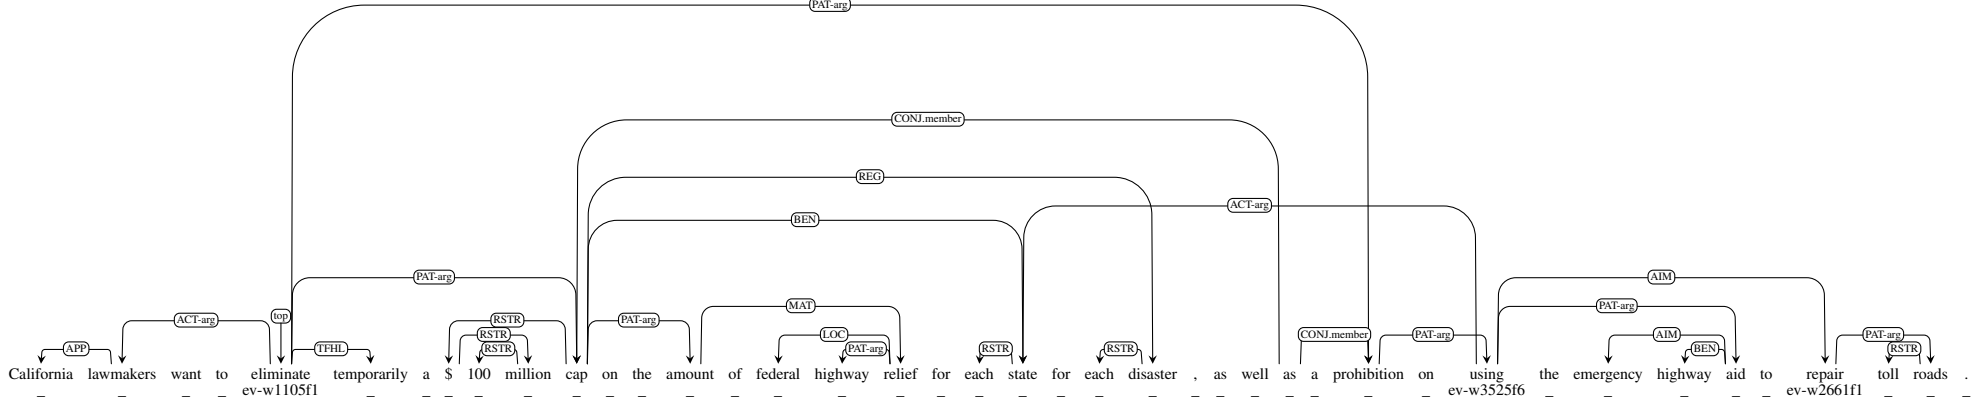 PAT-arg
CONJ.member
REG
ACT-arg
BEN
PAT-arg AIM
MAT PAT-arg
top
ACT-arg RSTR PAT-arg
RSTR LOC CONJ.member PAT-arg AIM PAT-arg
APP TFHL RSTR PAT-arg RSTR RSTR BEN RSTR
California lawmakers want to eliminate temporarily a $ 100 million cap on the amount of federal highway relief for each state for each disaster , as well as a prohibition on using the emergency highway aid to repair toll roads .
_ _ _ _ ev-w1105f1 _ _ _ _ _ _ _ _ _ _ _ _ _ _ _ _ _ _ _ _ _ _ _ _ _ _ ev-w3525f6 _ _ _ _ _ ev-w2661f1 _ _ _